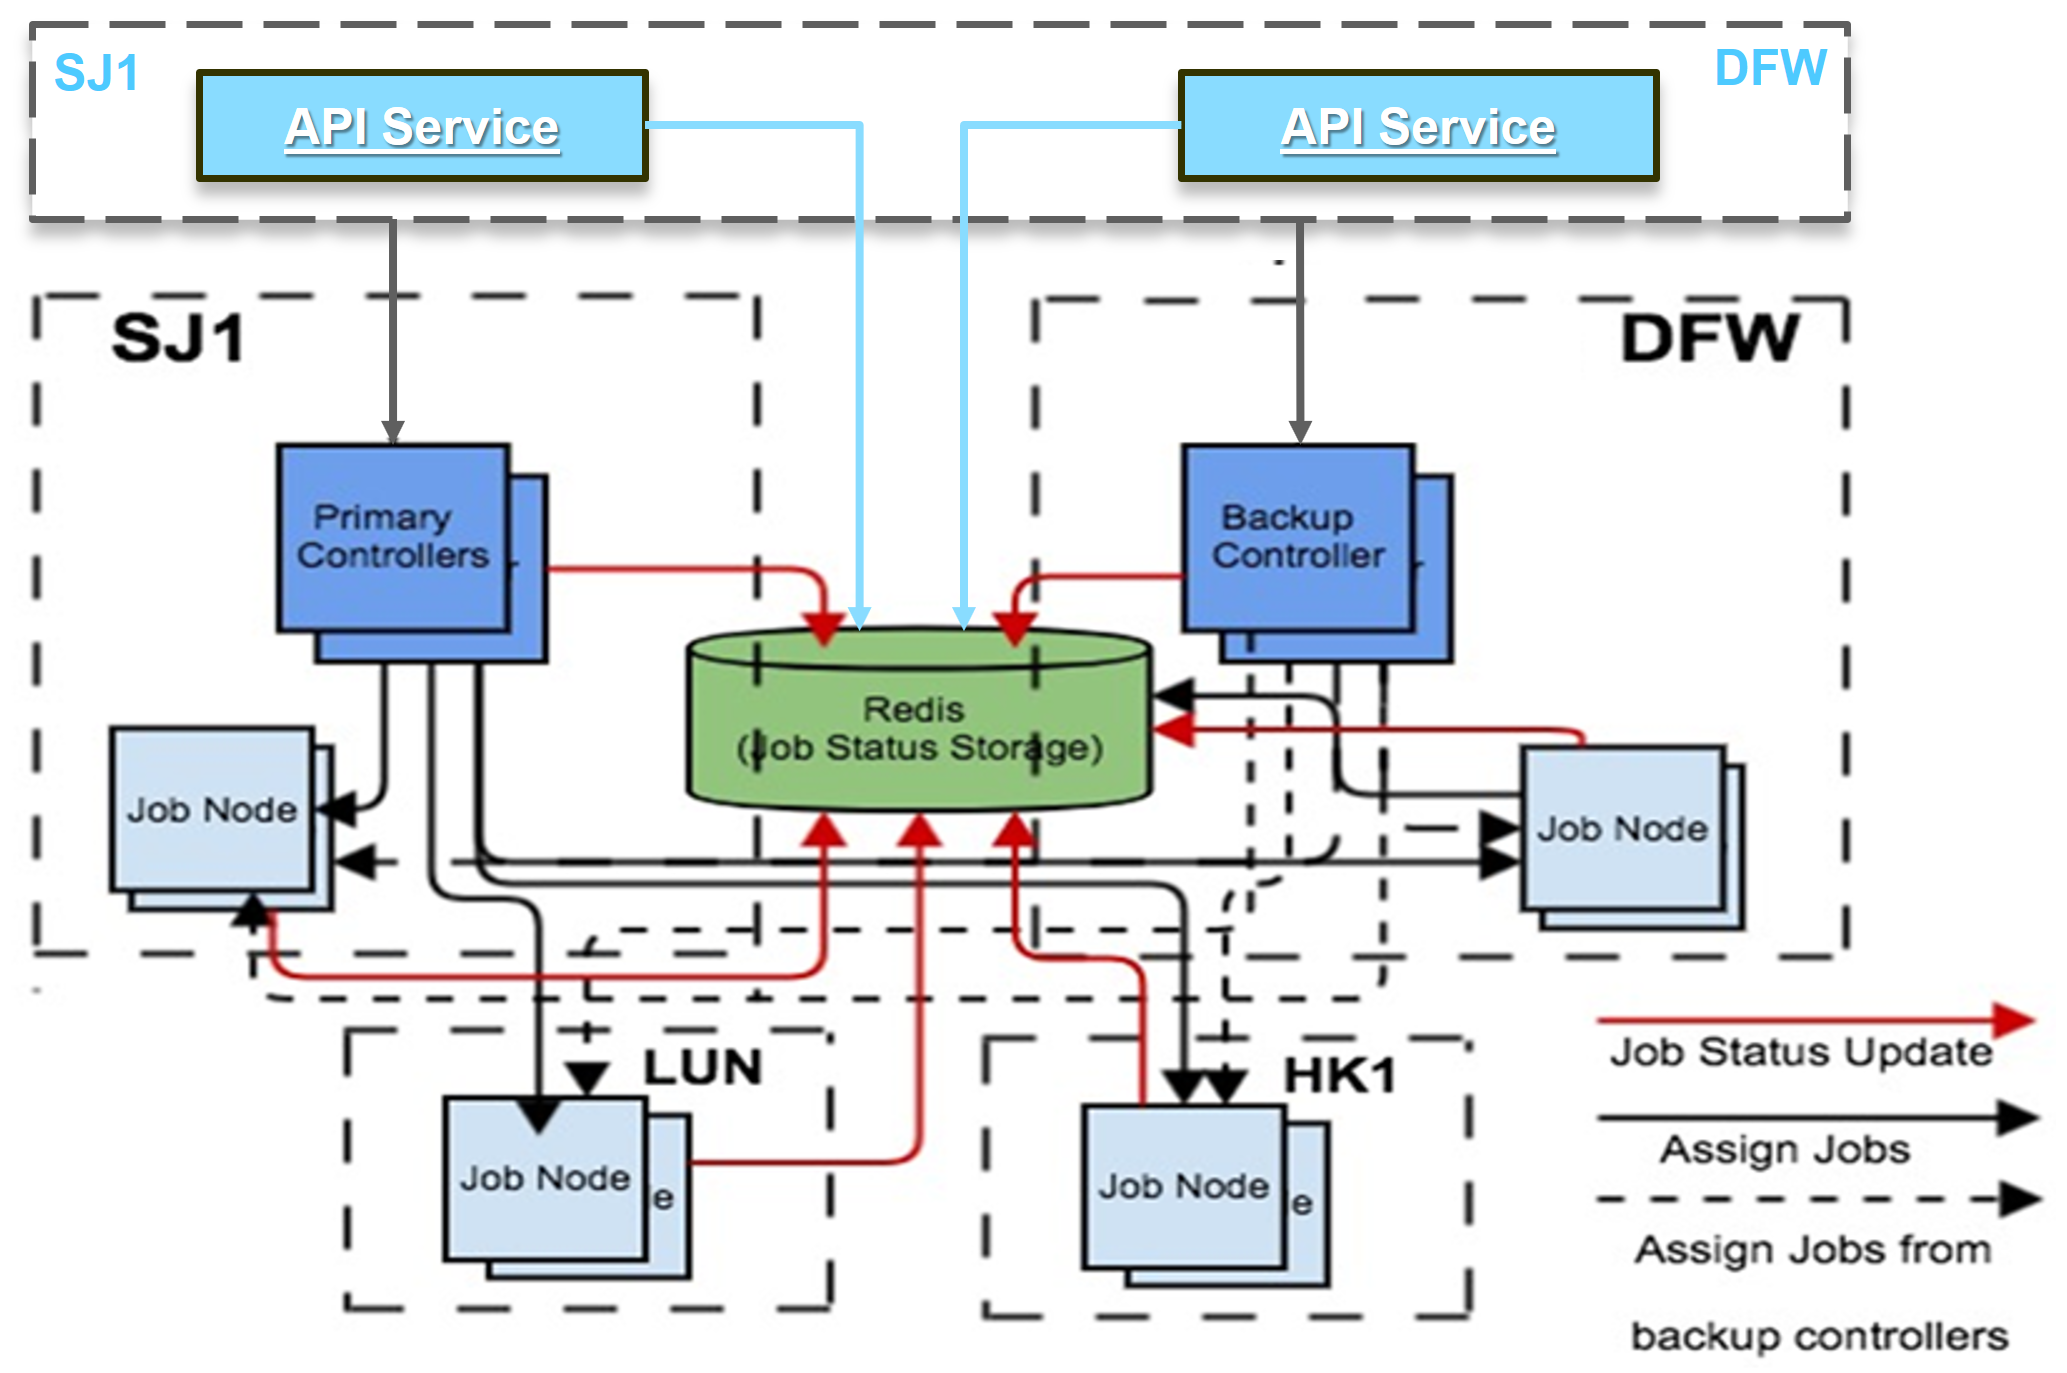 SJ1
DFW
API Service
API Service
SJ1
DFW
Primary
Controllers
Backup
Controller
Redis
(Job Status Storage)
Job Node
Job Node
LUN
HK1
Job Node
e
Job Node
e
Job Status Update
Assign Jobs
Assign Jobs from
backup controllers